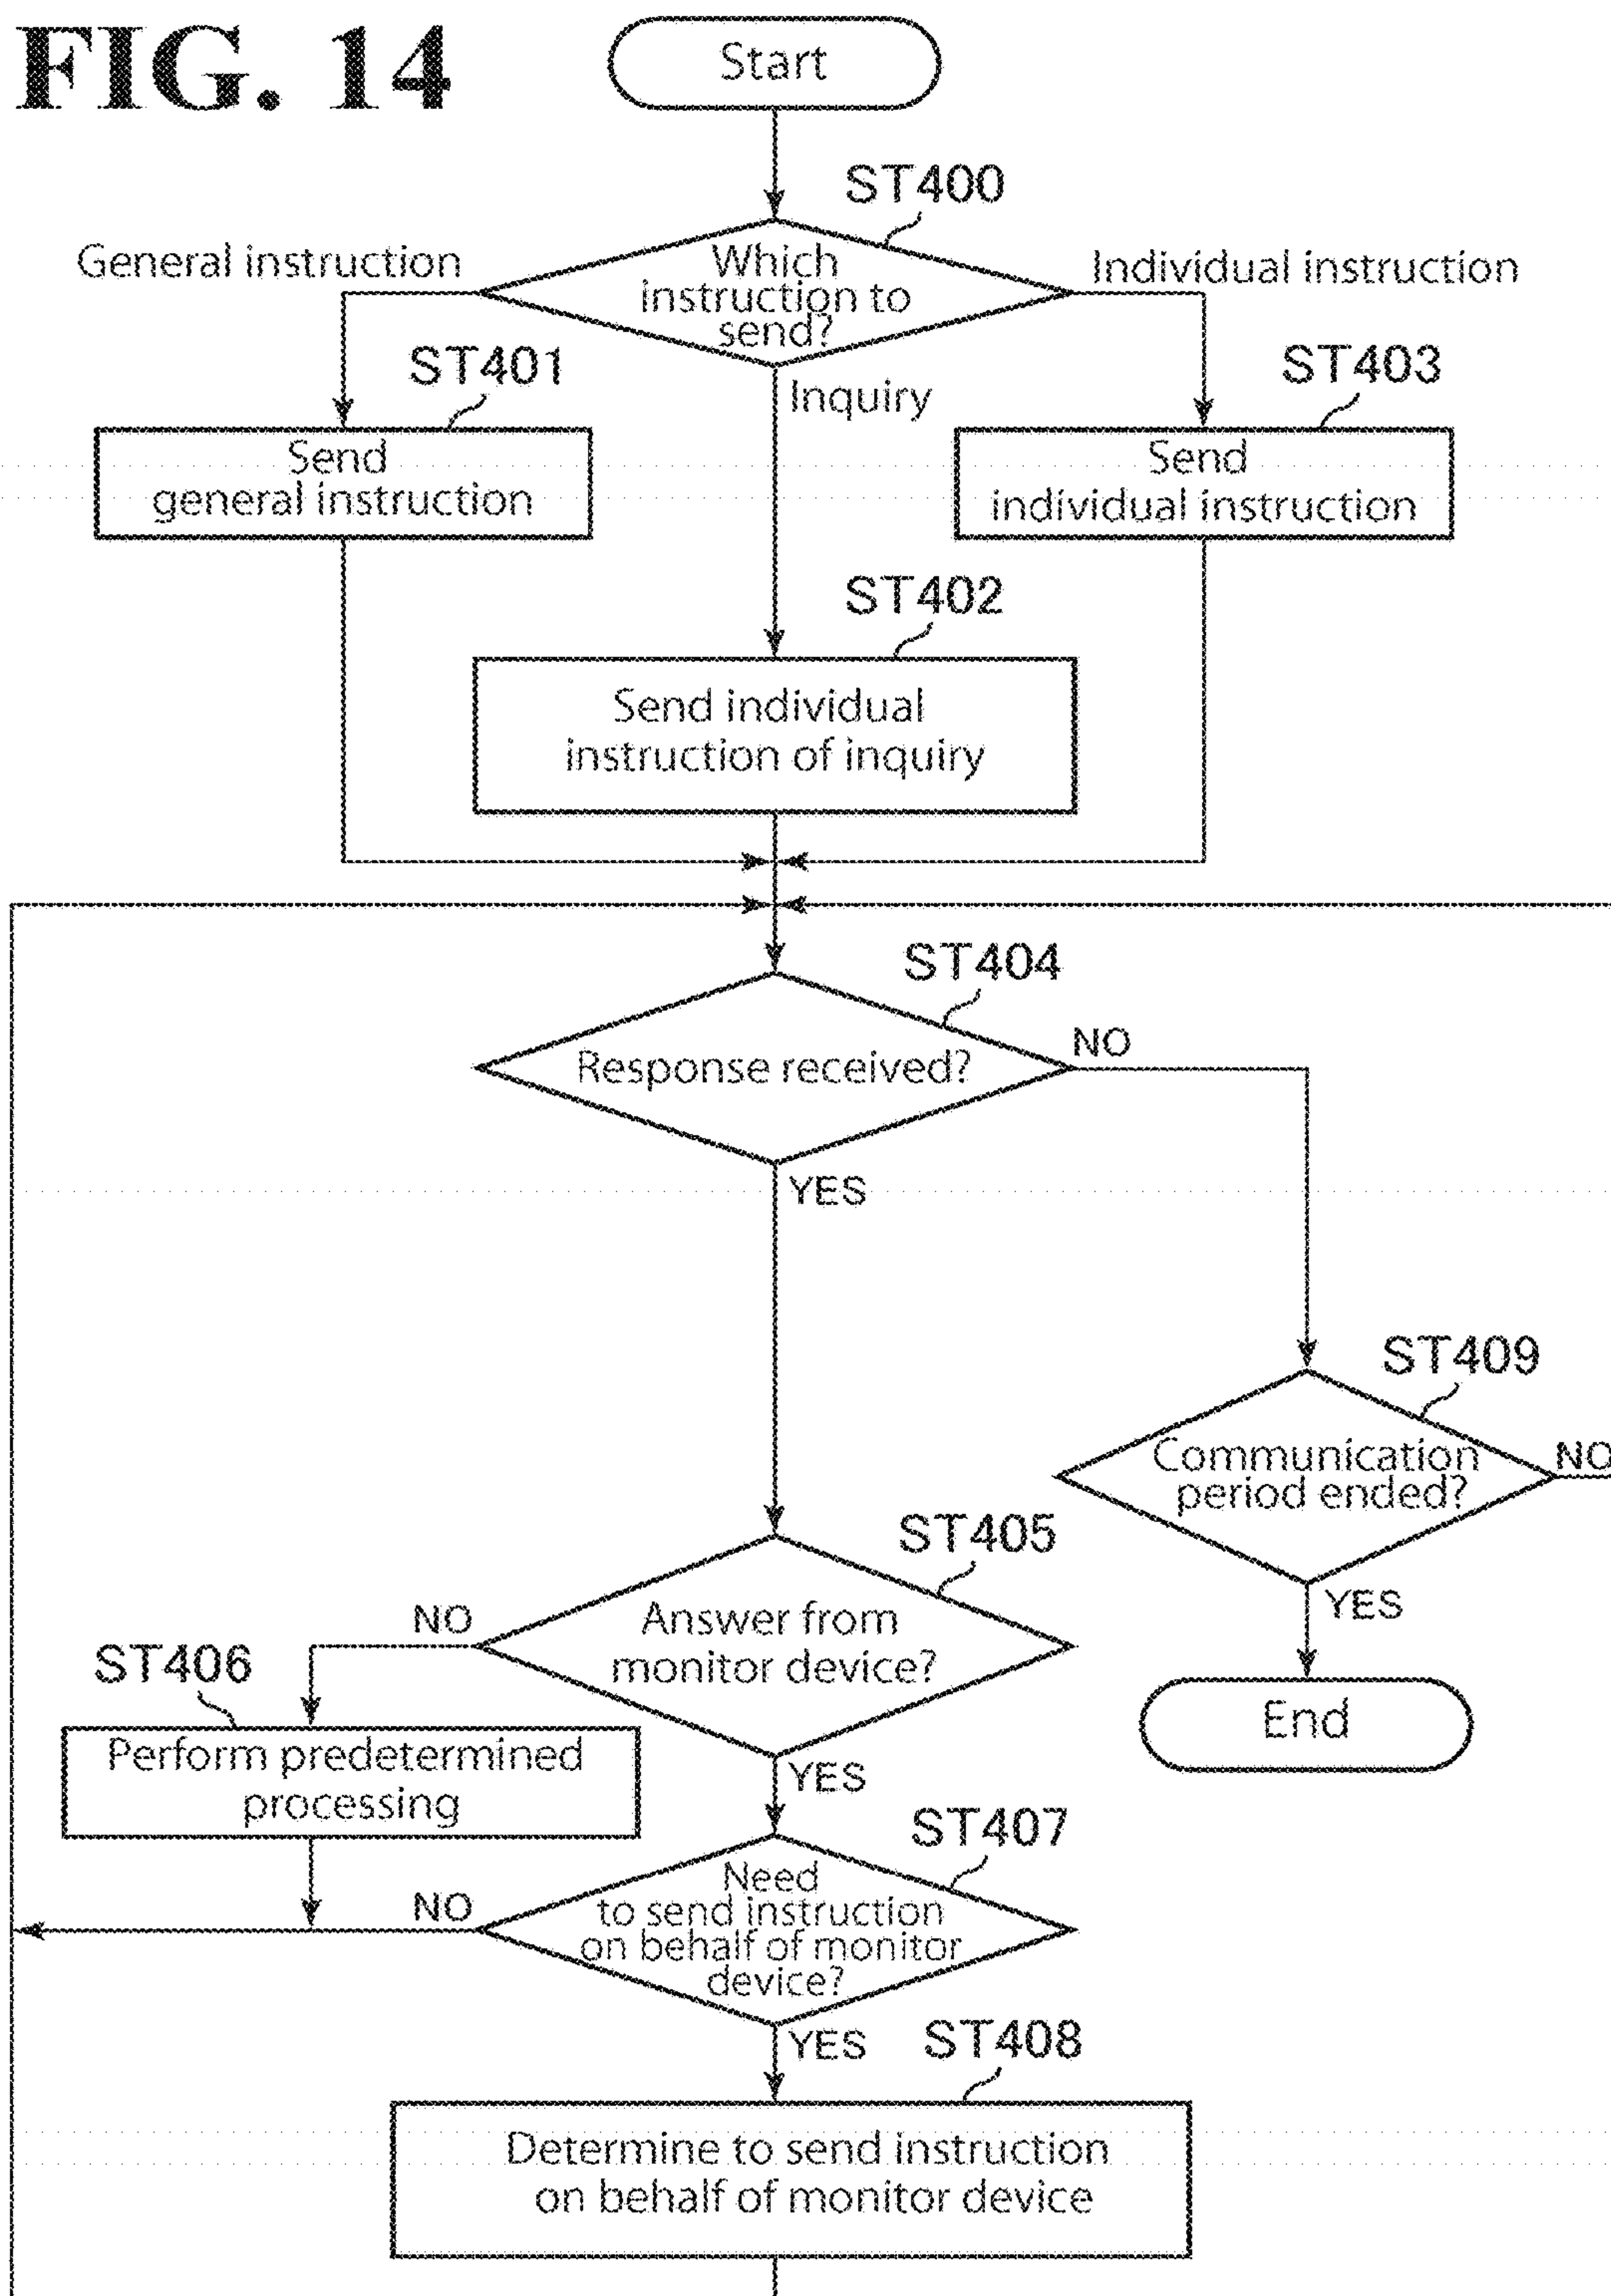 FIG. 14
Start
ST400
General instruction
Which
instruction to
send?
Individual instruction
ST401
Inquiry
ST403
Send
general instruction
Send
individual instruction
ST402
Send individual
instruction of inquiry
ST404
Response received?
NO
YES
ST409
Communication
period ended?
NO
YES
End
ST405
Answer from
monitor device?
NO
ST406
Perform predetermined
processing
YES
ST407
Need
to send instruction
on behalf of monitor
device?
NO
YES
ST408
Determine to send instruction
on behalf of monitor device